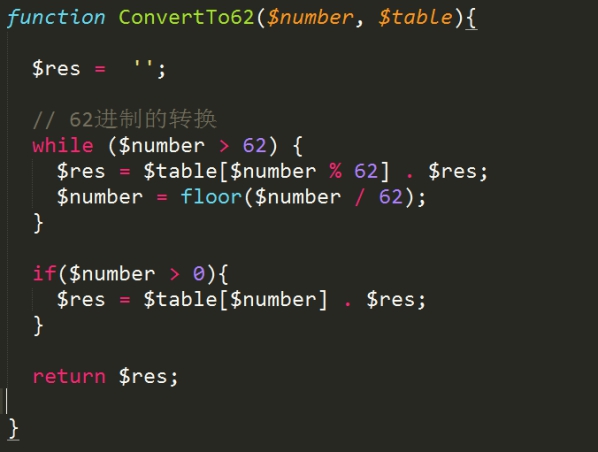 function ConvertTo62($number, $table){
$res =  '';
// 62进制的转换
while ($number > 62) {
$res = $table[$number % 62] . $res;
$number = floor($number / 62);
}
if($number > 0){
$res = $table[$number] . $res;
}
return $res;
}